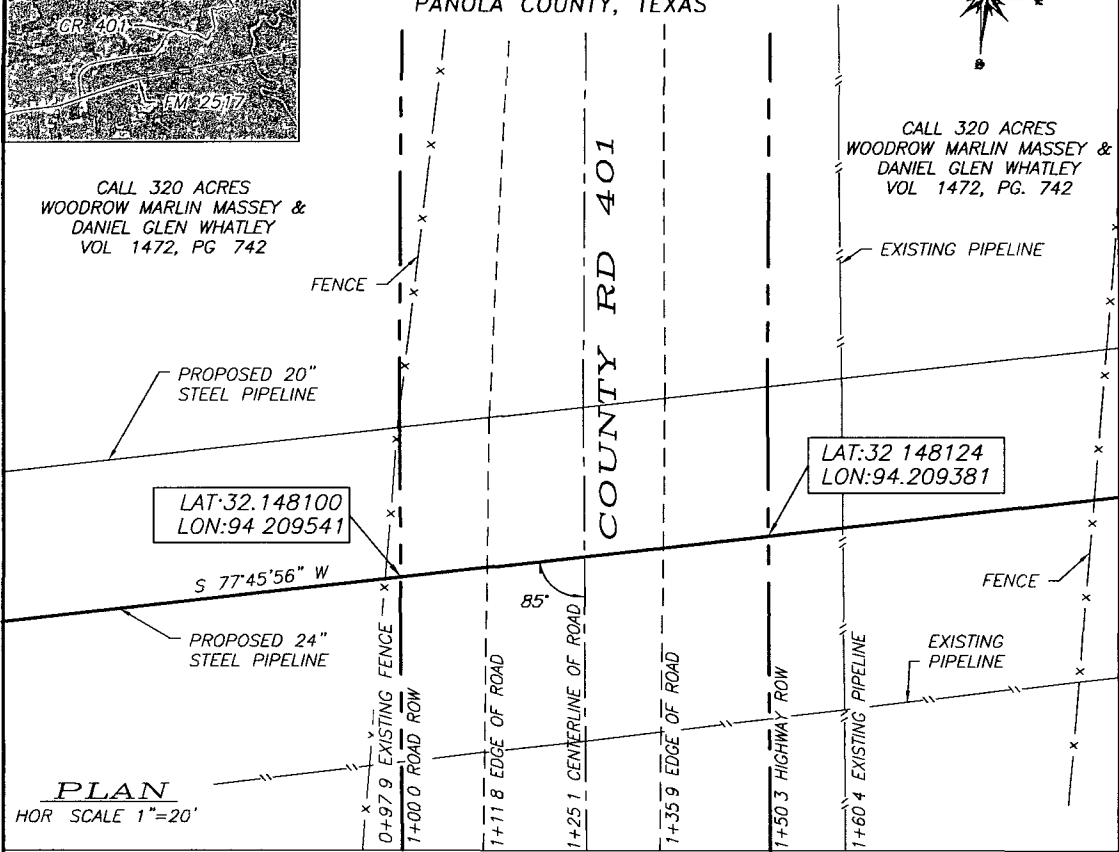 PANOLA COUNTY, TEXAS
CR 401
FM 2517
S
CALL 320 ACRES
WOODROW MARLIN MASSEY &
DANIEL GLEN WHATLEY
VOL 1472, PG 742
CALL 320 ACRES
WOODROW MARLIN MASSEY &
DANIEL GLEN WHATLEY
VOL 1472, PG. 742
FENCE
COUNTY RD 401
EXISTING PIPELINE
PROPOSED 20"
STEEL PIPELINE
LAT:32 148124
LON:94.209381
LAT:32.148100
LON:94 209541
S 77°45'56" W
85°
FENCE
PROPOSED 24"
STEEL PIPELINE
EXISTING
PIPELINE
0+97 9 EXISTING FENCE
1+00 0 ROAD ROW
1+11 8 EDGE OF ROAD
1+25 1 CENTERLINE OF ROAD
1+35 9 EDGE OF ROAD
1+50 3 HIGHWAY ROW
1+60 4 EXISTING PIPELINE
PLAN
HOR SCALE 1"=20'